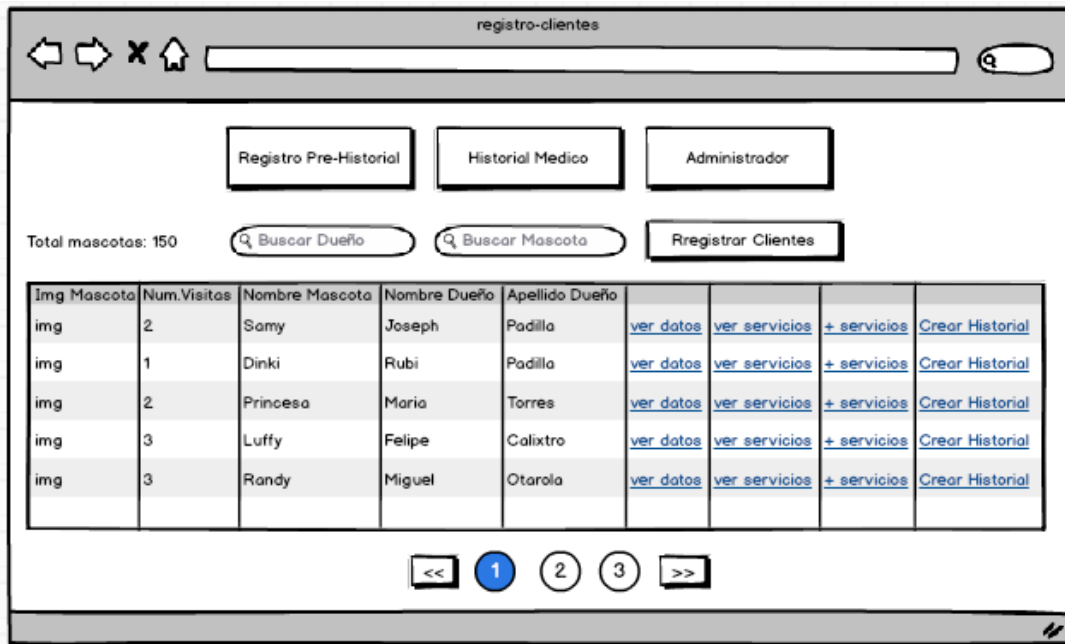 registro-clientes
Registro Pre-Historial Historial Medico Administrador
Total mascotas: 150 Buscar Dueño Buscar Mascota Rregistrar Clientes
Img Mascota Num.Visitas Nombre Mascota Nombre Dueño Apellido Dueño
img 2 Samy Joseph Padilla ver datos ver servicios + servicios Crear Historial
img 1 Dinki Rubi Padilla ver datos ver servicios + servicios Crear Historial
img 2 Princesa Maria Torres ver datos ver servicios + servicios Crear Historial
img 3 Luffy Felipe Calixtro ver datos ver servicios + servicios Crear Historial
img 3 Randy Miguel Otarola ver datos ver servicios + servicios Crear Historial
<< 1 2 3 >>